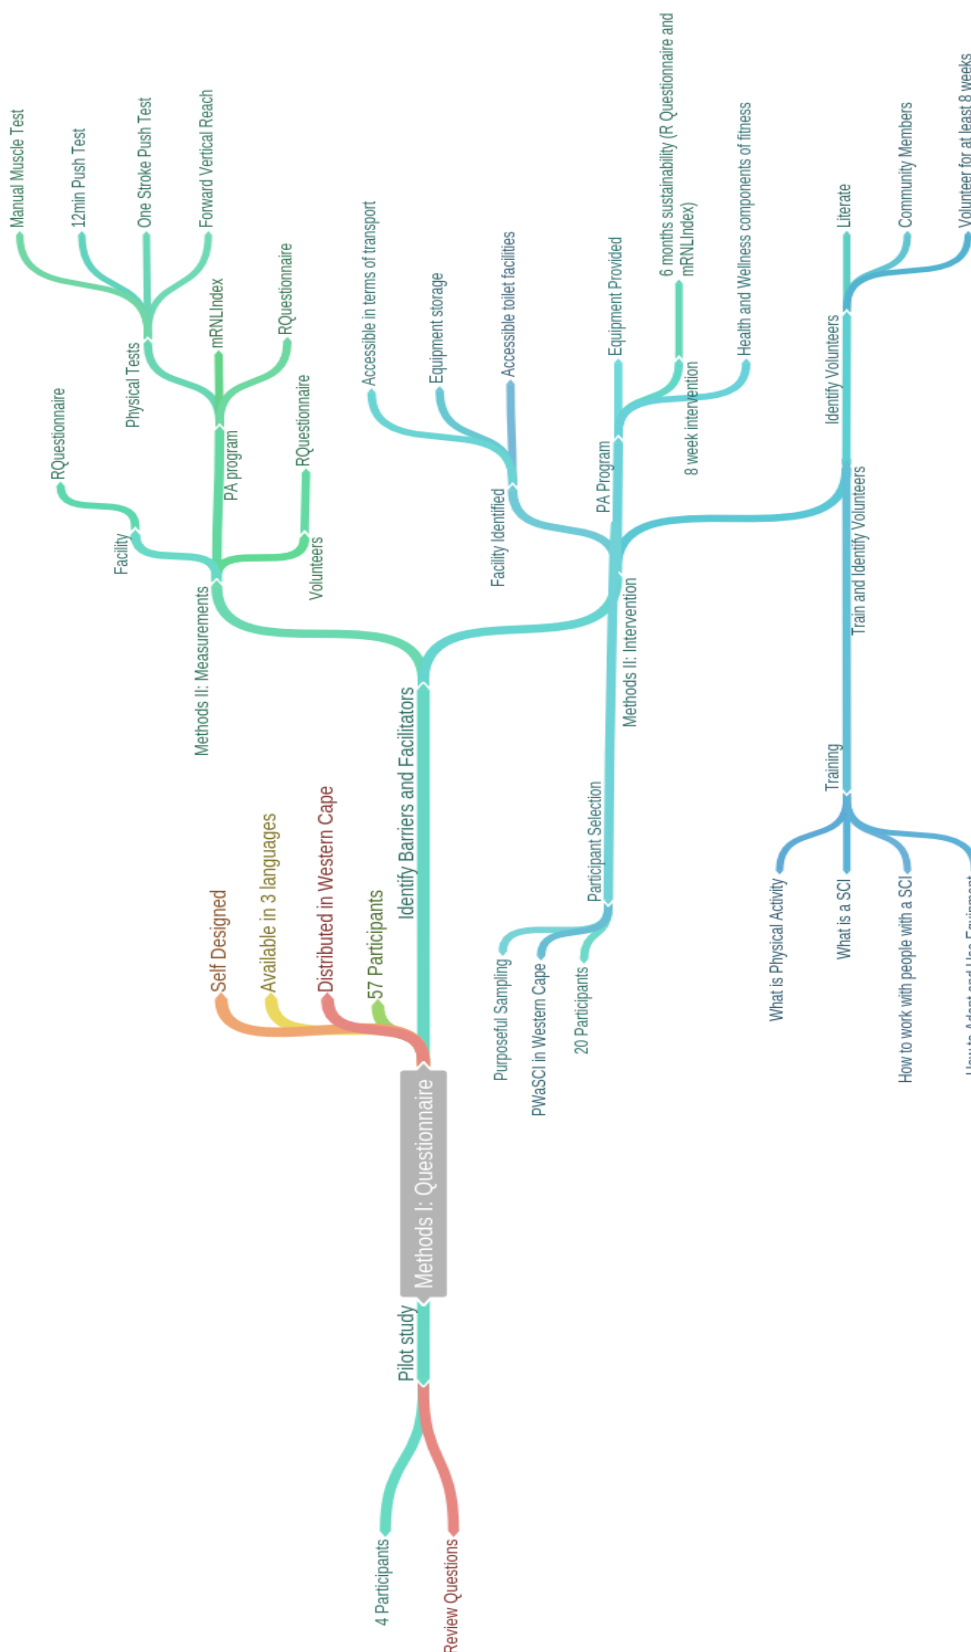 Manual Muscle Test
12min Push Test
One Stroke Push Test
Forward Vertical Reach
Physical Tests
mRNLIndex
RQuestionnaire
PA program
RQuestionnaire
Facility
RQuestionnaire
Volunteers
Methods II: Measurements
Accessible in terms of transport
Equipment storage
Accessible toilet facilities
Facility Identified
Equipment Provided
6 months sustainability (R Questionnaire and
mRNLIndex)
8 week intervention
Health and Wellness components of fitness
PA Program
Methods II: Intervention
Literate
Community Members
Volunteer for at least 8 weeks
Identify Volunteers
Train and Identify Volunteers
Training
What is Physical Activity
What is a SCI
How to work with people with a SCI
How to Adapt and Use Equipment
Participant Selection
Purposeful Sampling
PWaSCI in Western Cape
20 Participants
Identify Barriers and Facilitators
Self Designed
Available in 3 languages
Distributed in Western Cape
57 Participants
Methods I: Questionnaire
Pilot study
4 Participants
Review Questions